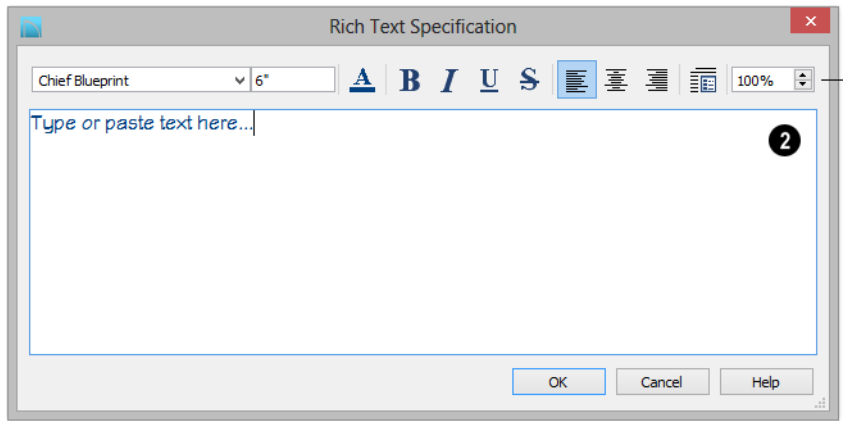 Rich Text Specification
Chief Blueprint 6" A B I U S 100%
Type or paste text here...
2
OK Cancel Help